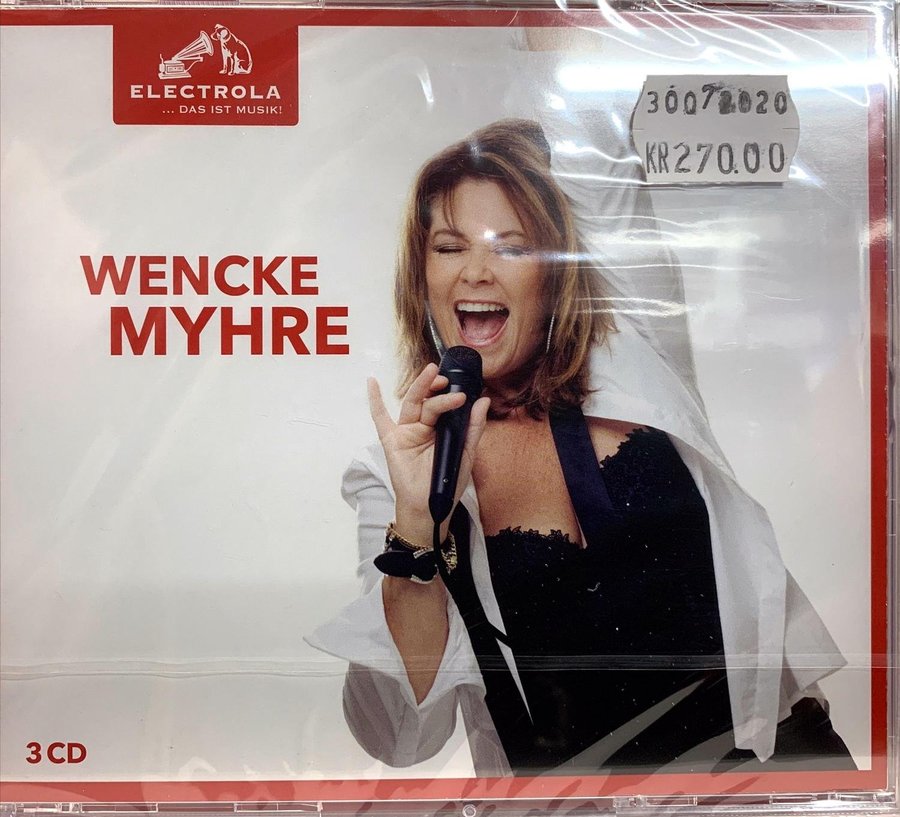 ELECTROLA
... DAS IST MUSIK!
30072020
KR270.00
WENCKE
MYHRE
3 CD